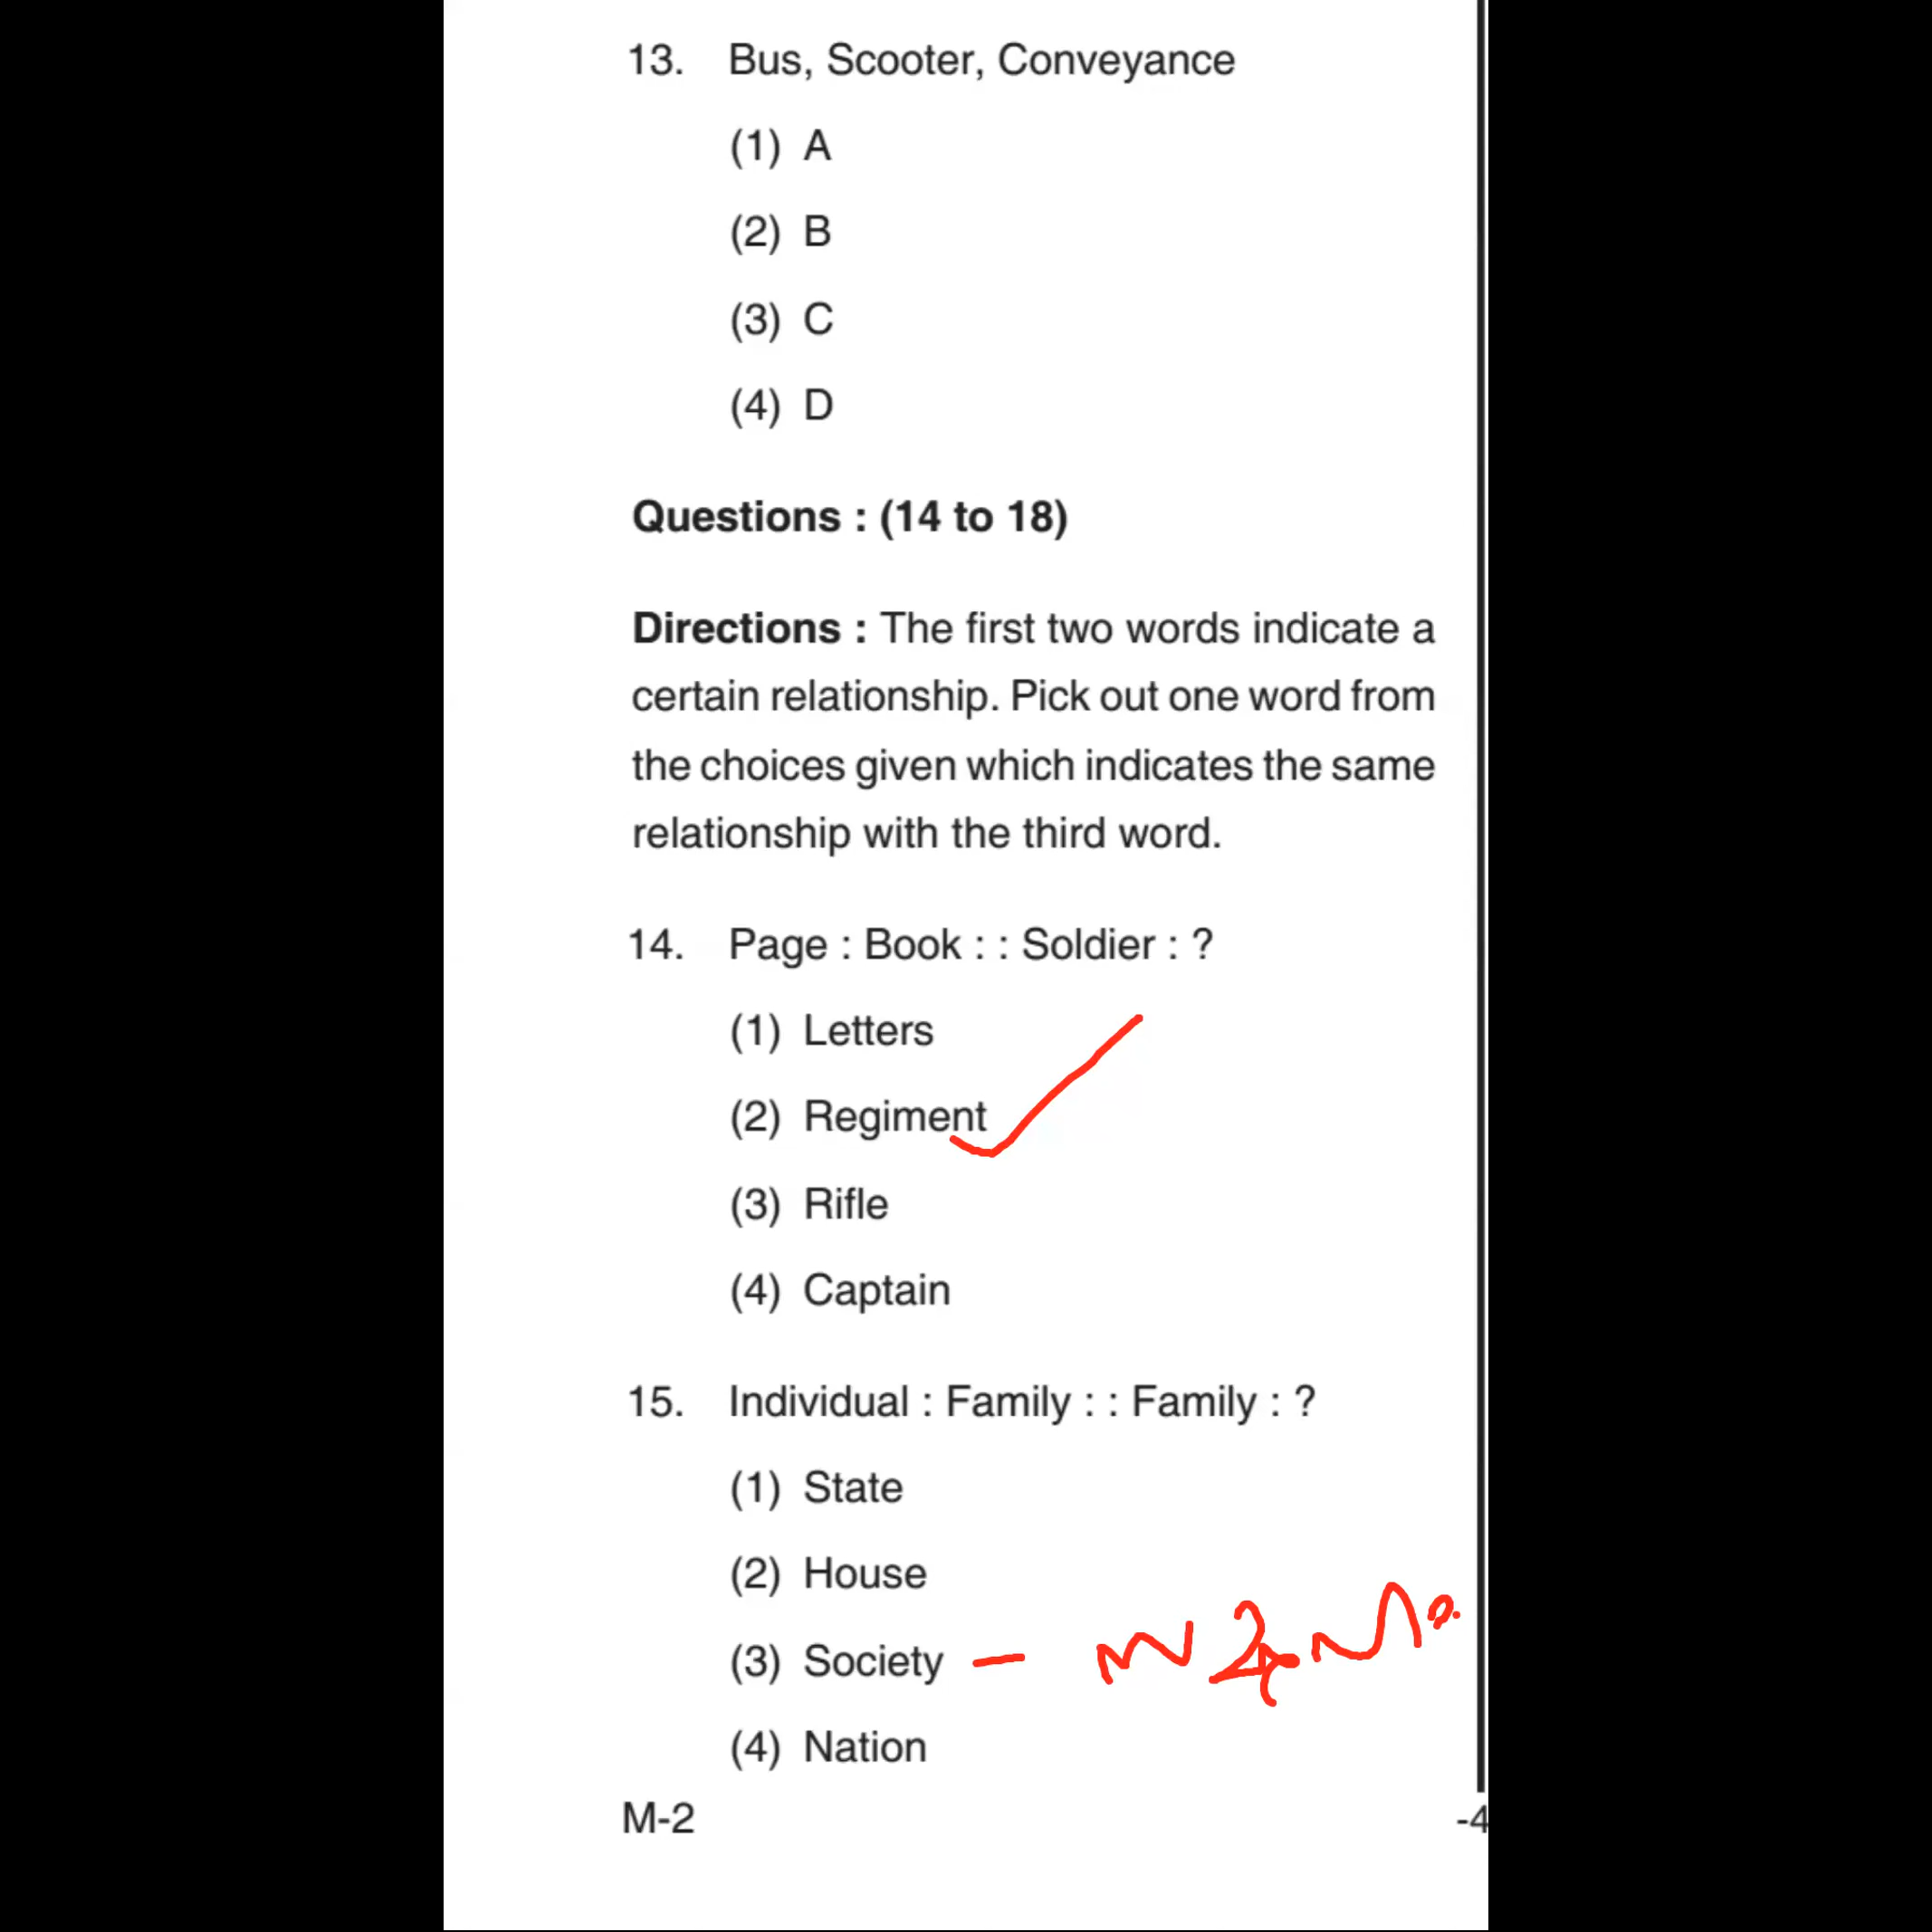 13. Bus, Scooter, Conveyance
(1) A
(2) B
(3) C
(4) D
Questions : (14 to 18)
Directions : The first two words indicate a
certain relationship. Pick out one word from
the choices given which indicates the same
relationship with the third word.
14. Page : Book : : Soldier : ?
(1) Letters
(2) Regiment
(3) Rifle
(4) Captain
15. Individual : Family : : Family : ?
(1) State
(2) House
(3) Society –
(4) Nation
M-2
-4